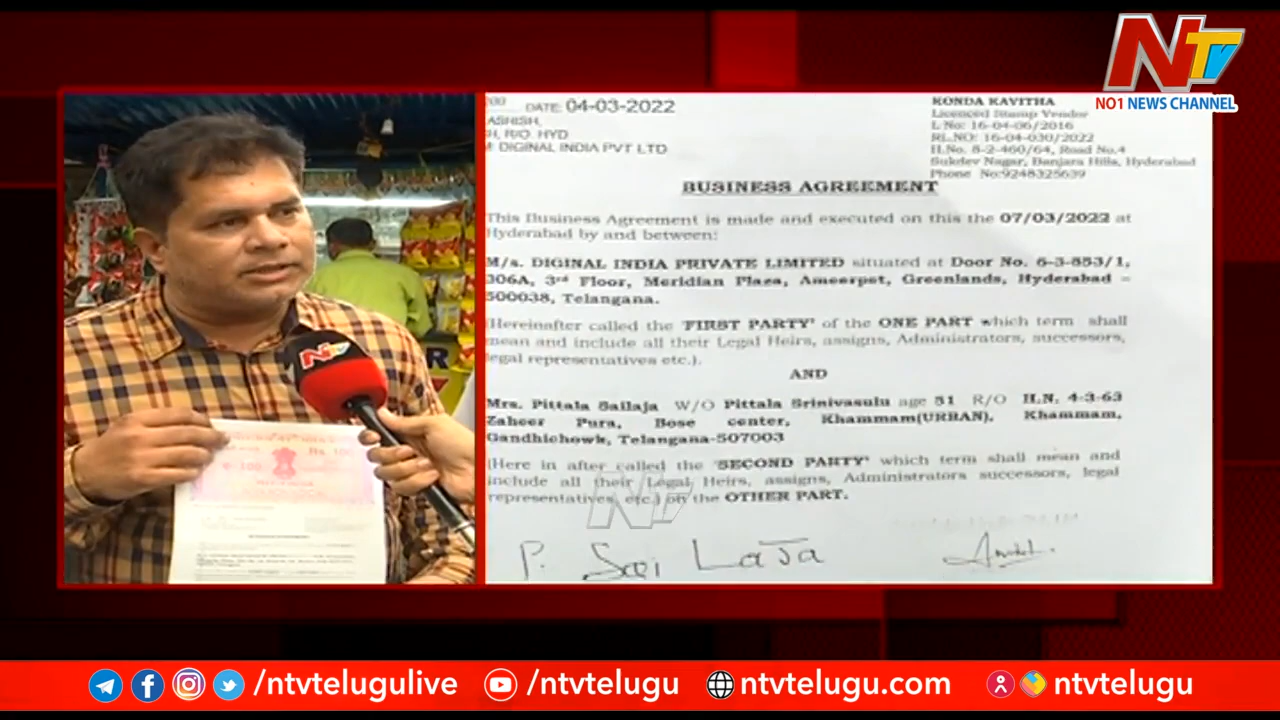 NTV
NO1 NEWS CHANNEL
DATE: 04-03-2022
ASHISH,
H, R/O. HYD
M: DIGINAL INDIA PVT LTD
KONDA KAVITHA
Licenced Stamp Vendor
L No: 16-04-06/2016
RL.NO: 16-04-030/2022
H.No. 8-2-460/64, Road No.4
Sukdev Nagar, Banjara Hills, Hyderabad
Phone No:9248325639
BUSINESS AGREEMENT
This Business Agreement is made and executed on this the 07/03/2022 at
Hyderabad by and between:
M/s. DIGINAL INDIA PRIVATE LIMITED situated at Door No. 6-3-853/1,
306A, 3rd Floor, Meridian Plaza, Ameerpet, Greenlands, Hyderabad –
500038, Telangana.
(Hereinafter called the 'FIRST PARTY' of the ONE PART which term shall
mean and include all their Legal Heirs, assigns, Administrators, successors,
legal representatives etc.).
AND
Mrs. Pittala Sailaja W/O Pittala Srinivasulu age 51 R/O H.N. 4-3-63
Zaheer Pura, Bose center, Khammam(URBAN). Khammam,
Gandhichowk, Telangana-507003
(Here in after called the 'SECOND PARTY' which term shall mean and
include all their Legal Heirs, assigns, Administrators successors, legal
representatives, etc.) on the OTHER PART.
NTV
P. Sai LaJa
/ntvtelugulive
/ntvtelugu
ntvtelugu.com
ntvtelugu